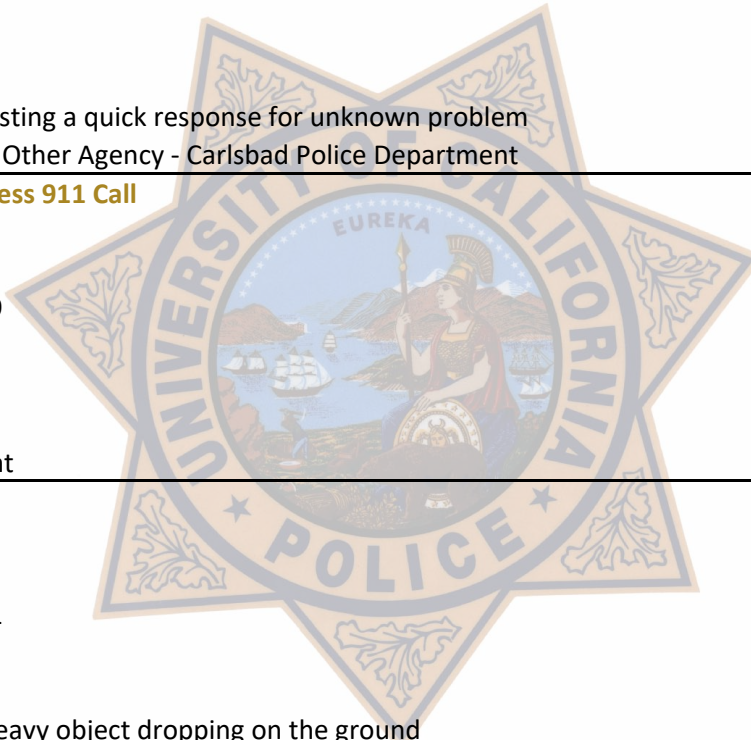 sting a quick response for unknown problem
Other Agency - Carlsbad Police Department
ess 911 Call
EUREKA
UNIVERSITY OF CALIFORNIA
POLICE
)
t
eavy object dropping on the ground